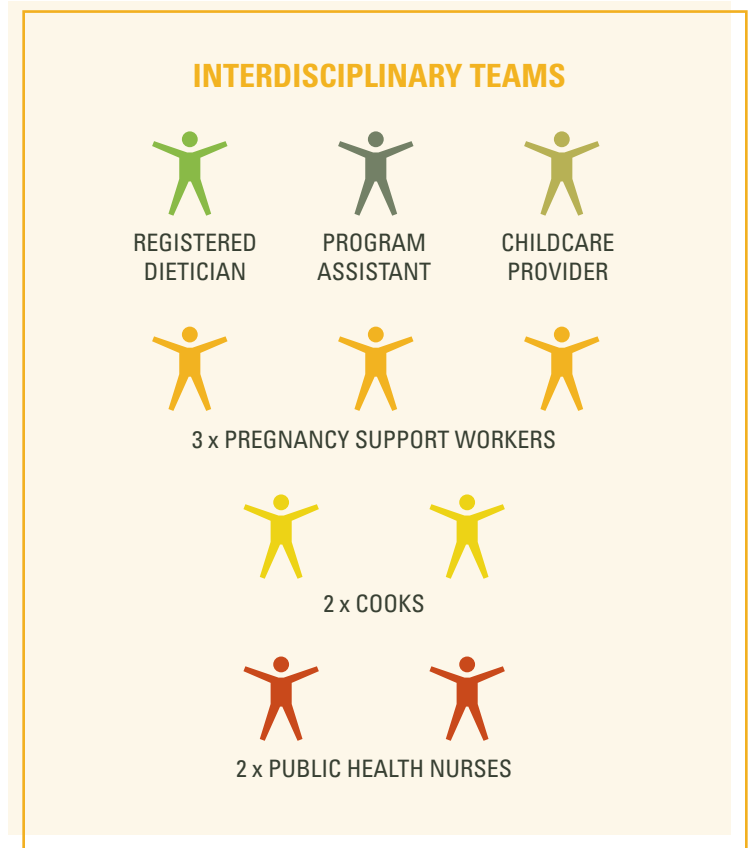 INTERDISCIPLINARY TEAMS
REGISTERED
DIETICIAN
PROGRAM
ASSISTANT
CHILDCARE
PROVIDER
3 x PREGNANCY SUPPORT WORKERS
2 x COOKS
2 x PUBLIC HEALTH NURSES